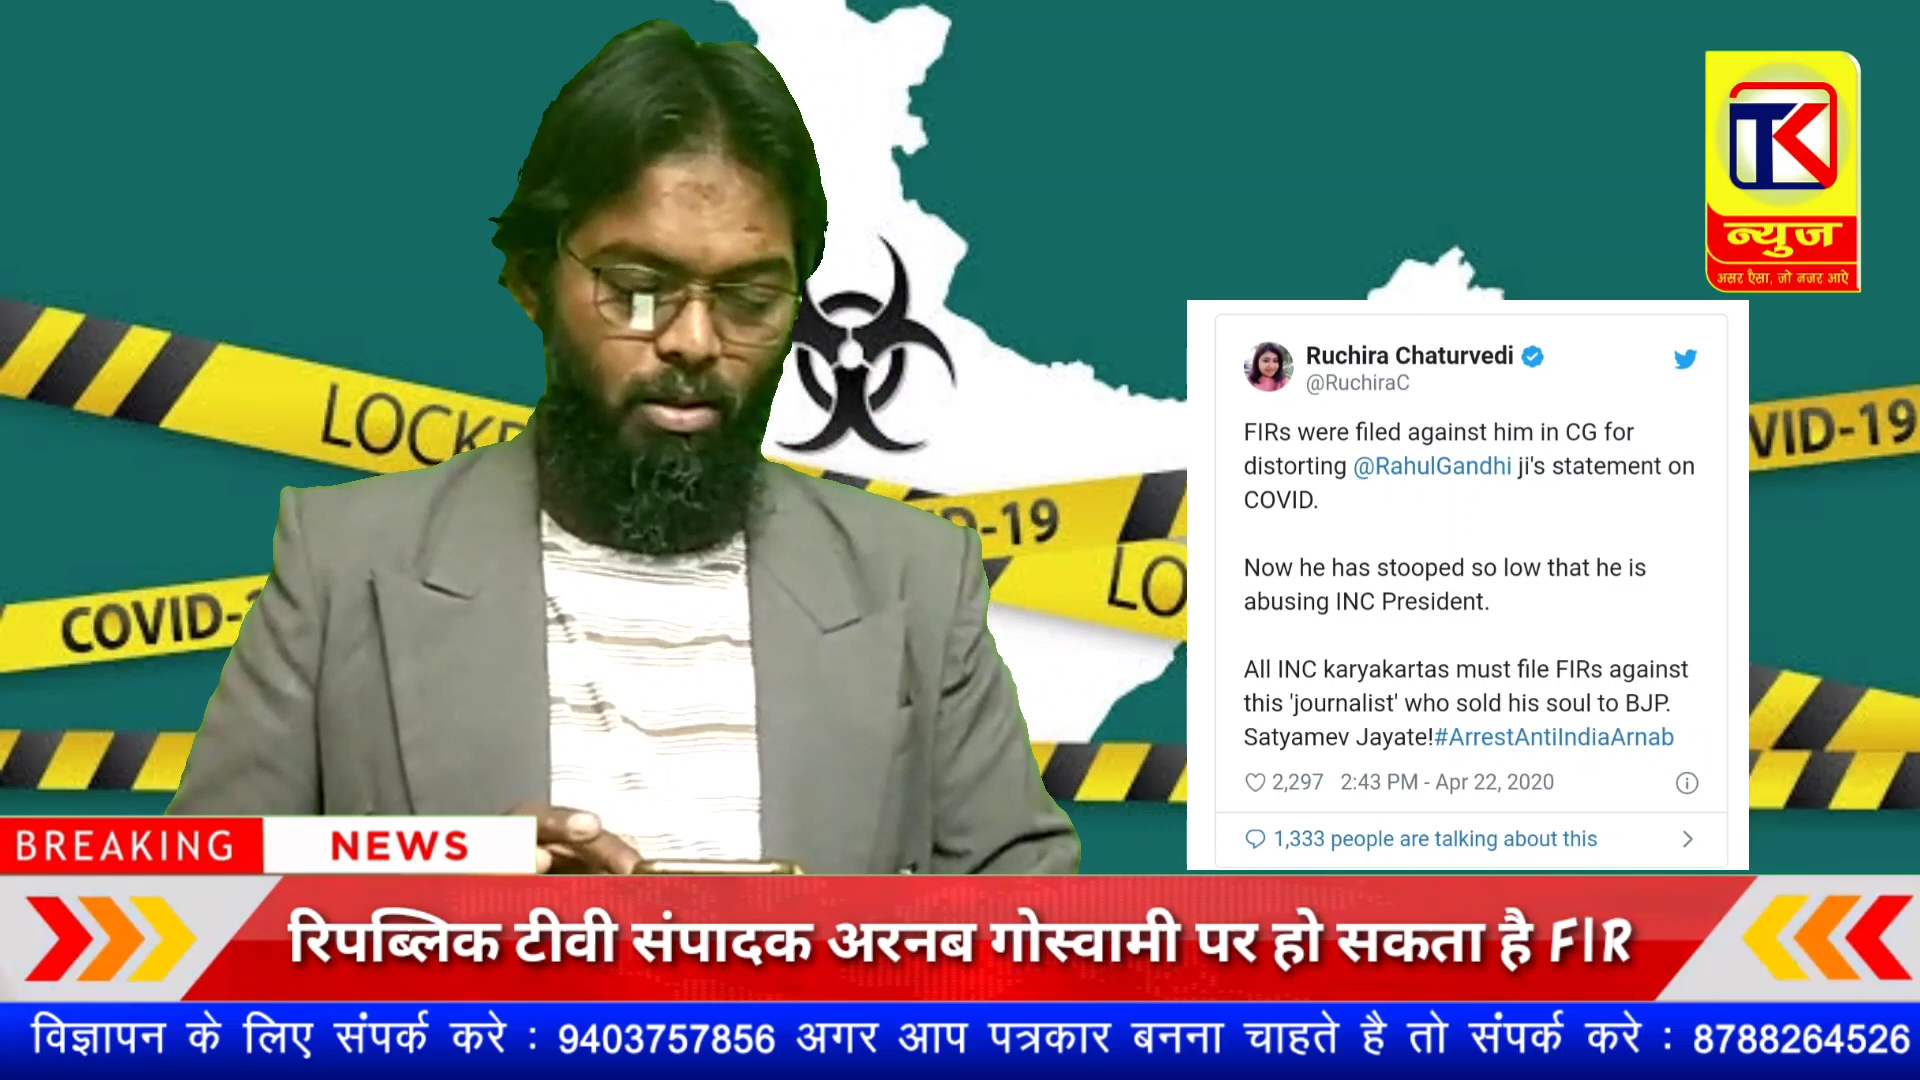 TK
न्युज
असर ऐसा, जो नजर आऐ
LOCKD
COVID-
D-19
LO
VID-19
Ruchira Chaturvedi
@RuchiraC
FIRs were filed against him in CG for
distorting @RahulGandhi ji's statement on
COVID.
Now he has stooped so low that he is
abusing INC President.
All INC karyakartas must file FIRs against
this 'journalist' who sold his soul to BJP.
Satyamev Jayate!#ArrestAntiIndiaArnab
2,297 2:43 PM - Apr 22, 2020
1,333 people are talking about this
BREAKING NEWS
रिपब्लिक टीवी संपादक अरनब गोस्वामी पर हो सकता है FIR
विज्ञापन के लिए संपर्क करे : 9403757856 अगर आप पत्रकार बनना चाहते है तो संपर्क करे : 8788264526